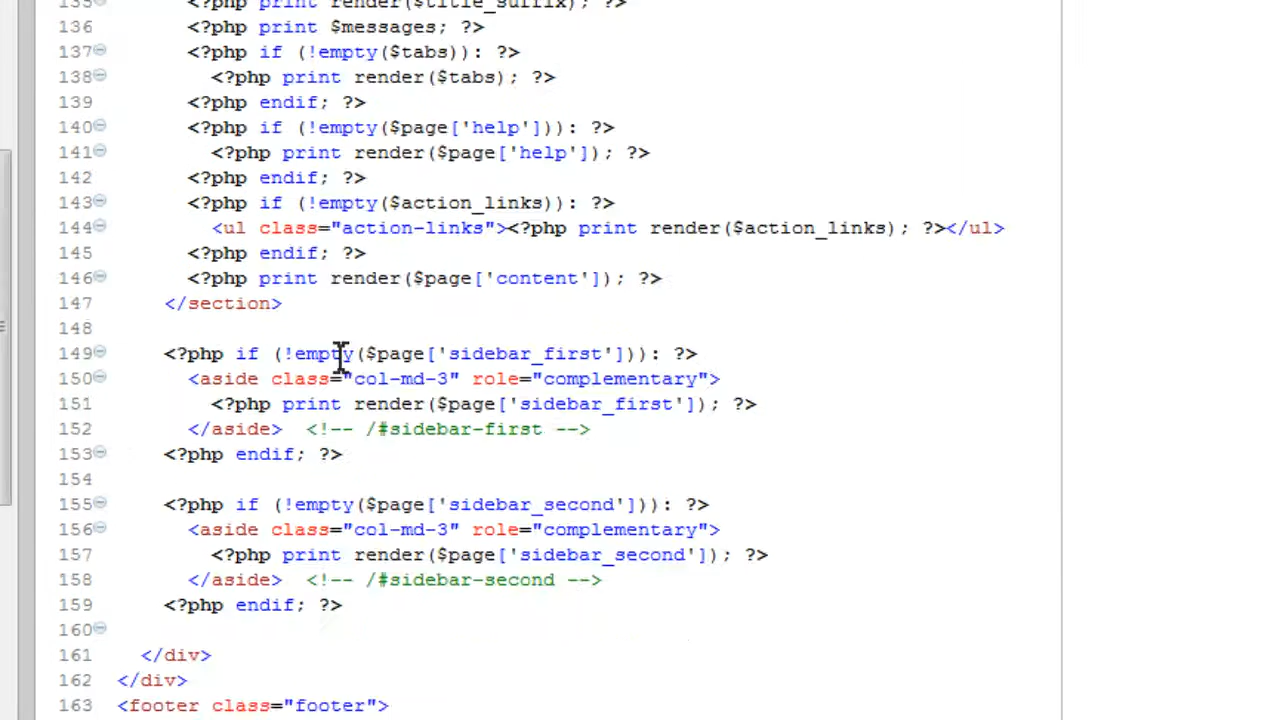 135 <?php print render($title_suffix); ?>
136 <?php print $messages; ?>
137 <?php if (!empty($tabs)): ?>
138 <?php print render($tabs); ?>
139 <?php endif; ?>
140 <?php if (!empty($page['help'])): ?>
141 <?php print render($page['help']); ?>
142 <?php endif; ?>
143 <?php if (!empty($action_links)): ?>
144 <ul class="action-links"><?php print render($action_links); ?></ul>
145 <?php endif; ?>
146 <?php print render($page['content']); ?>
147 </section>
148
149 <?php if (!empty($page['sidebar_first'])): ?>
150 <aside class="col-md-3" role="complementary">
151 <?php print render($page['sidebar_first']); ?>
152 </aside>  <!-- /#sidebar-first -->
153 <?php endif; ?>
154
155 <?php if (!empty($page['sidebar_second'])): ?>
156 <aside class="col-md-3" role="complementary">
157 <?php print render($page['sidebar_second']); ?>
158 </aside>  <!-- /#sidebar-second -->
159 <?php endif; ?>
160
161 </div>
162 </div>
163 <footer class="footer">